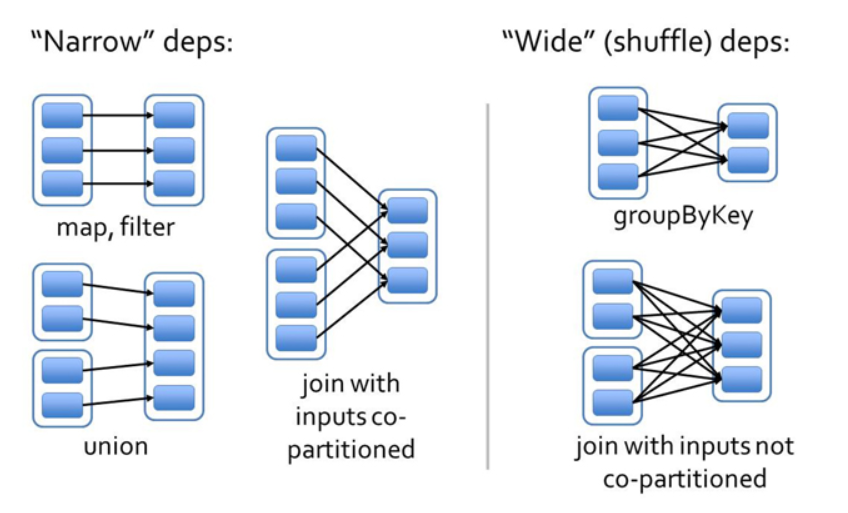 “Narrow” deps:
“Wide” (shuffle) deps:
map, filter
groupByKey
join with
inputs co-
partitioned
union
join with inputs not
co-partitioned